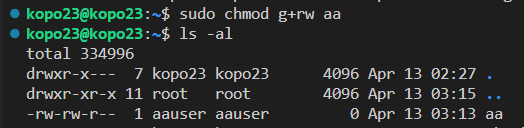 kopo23@kopo23:~$ sudo chmod g+rw aa
kopo23@kopo23:~$ ls -al
total 334996
drwxr-x---  7 kopo23 kopo23      4096 Apr 13 02:27 .
drwxr-xr-x 11 root   root        4096 Apr 13 03:15 ..
-rw-rw-r--  1 aauser aauser         0 Apr 13 03:13 aa